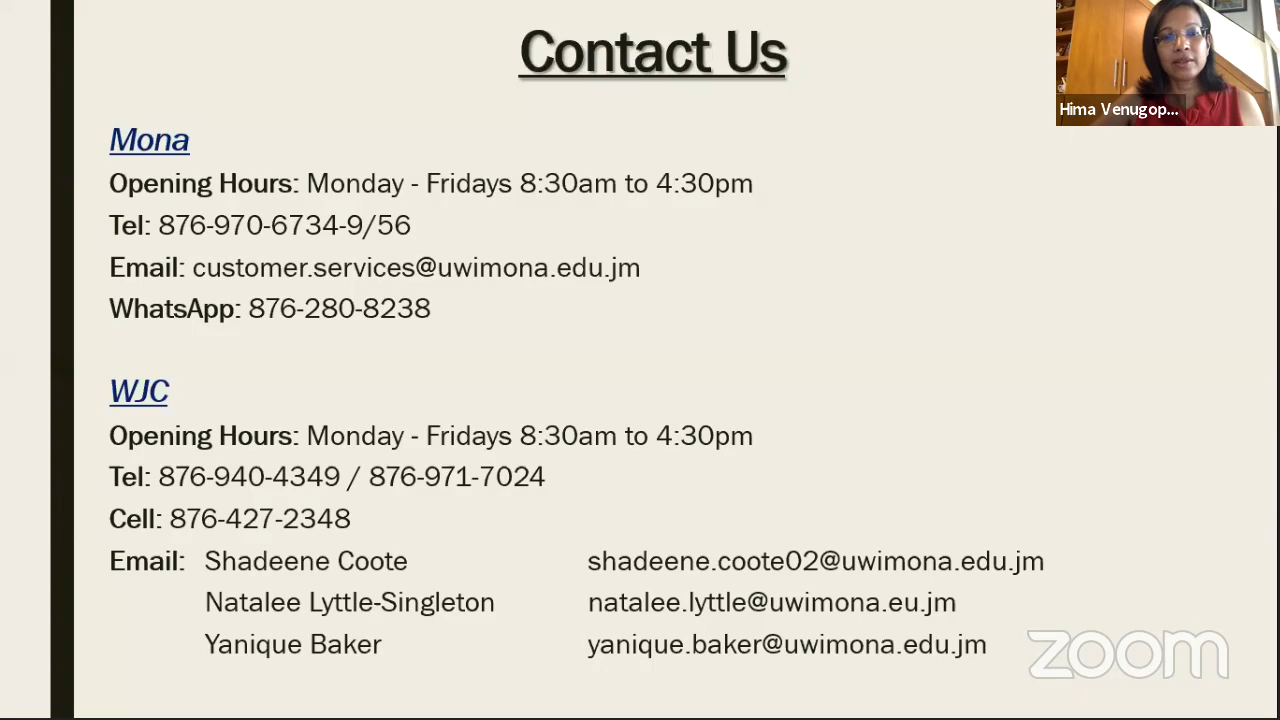 Contact Us
Hima Venugop...
Mona
Opening Hours: Monday - Fridays 8:30am to 4:30pm
Tel: 876-970-6734-9/56
Email: customer.services@uwimona.edu.jm
WhatsApp: 876-280-8238
WJC
Opening Hours: Monday - Fridays 8:30am to 4:30pm
Tel: 876-940-4349 / 876-971-7024
Cell: 876-427-2348
Email: Shadeene Coote shadeene.coote02@uwimona.edu.jm
Natalee Lyttle-Singleton natalee.lyttle@uwimona.eu.jm
Yanique Baker yanique.baker@uwimona.edu.jm
zoom